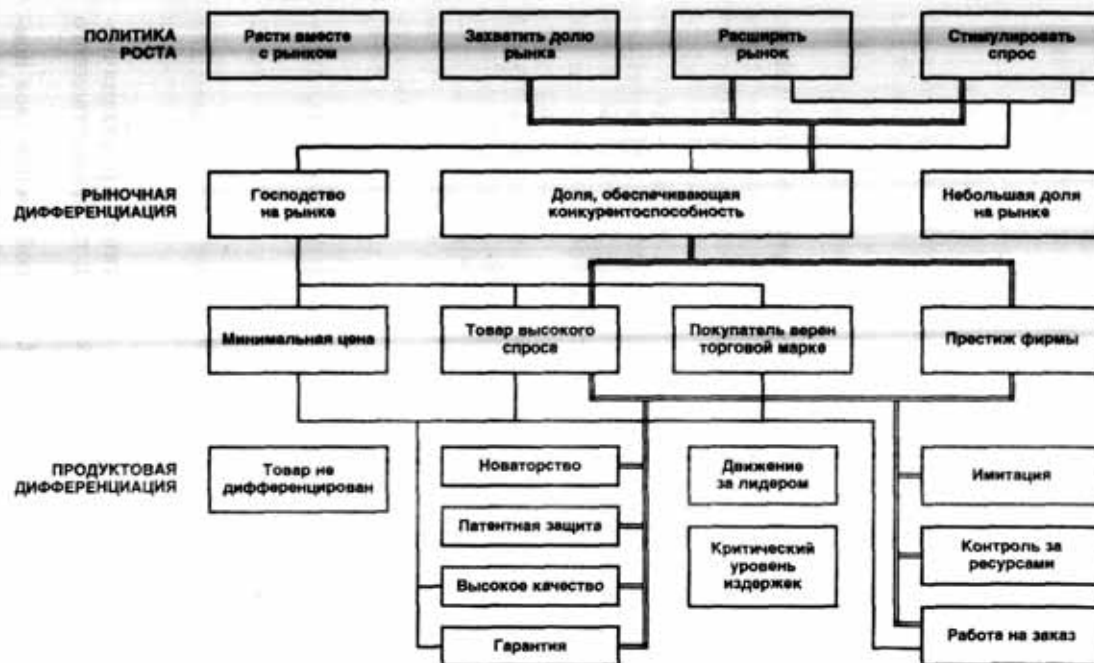 ПОЛИТИКА
РОСТА
Расти вместе
с рынком
Захватить долю
рынка
Расширить
рынок
Стимулировать
спрос
РЫНОЧНАЯ
ДИФФЕРЕНЦИАЦИЯ
Господство
на рынке
Доля, обеспечивающая
конкурентоспособность
Небольшая доля
на рынке
Минимальная цена
Товар высокого
спроса
Покупатель верен
торговой марке
Престиж фирмы
ПРОДУКТОВАЯ
ДИФФЕРЕНЦИАЦИЯ
Товар не
дифференцирован
Новаторство
Патентная защита
Высокое качество
Гарантия
Движение
за лидером
Критический
уровень
издержек
Имитация
Контроль за
ресурсами
Работа на заказ